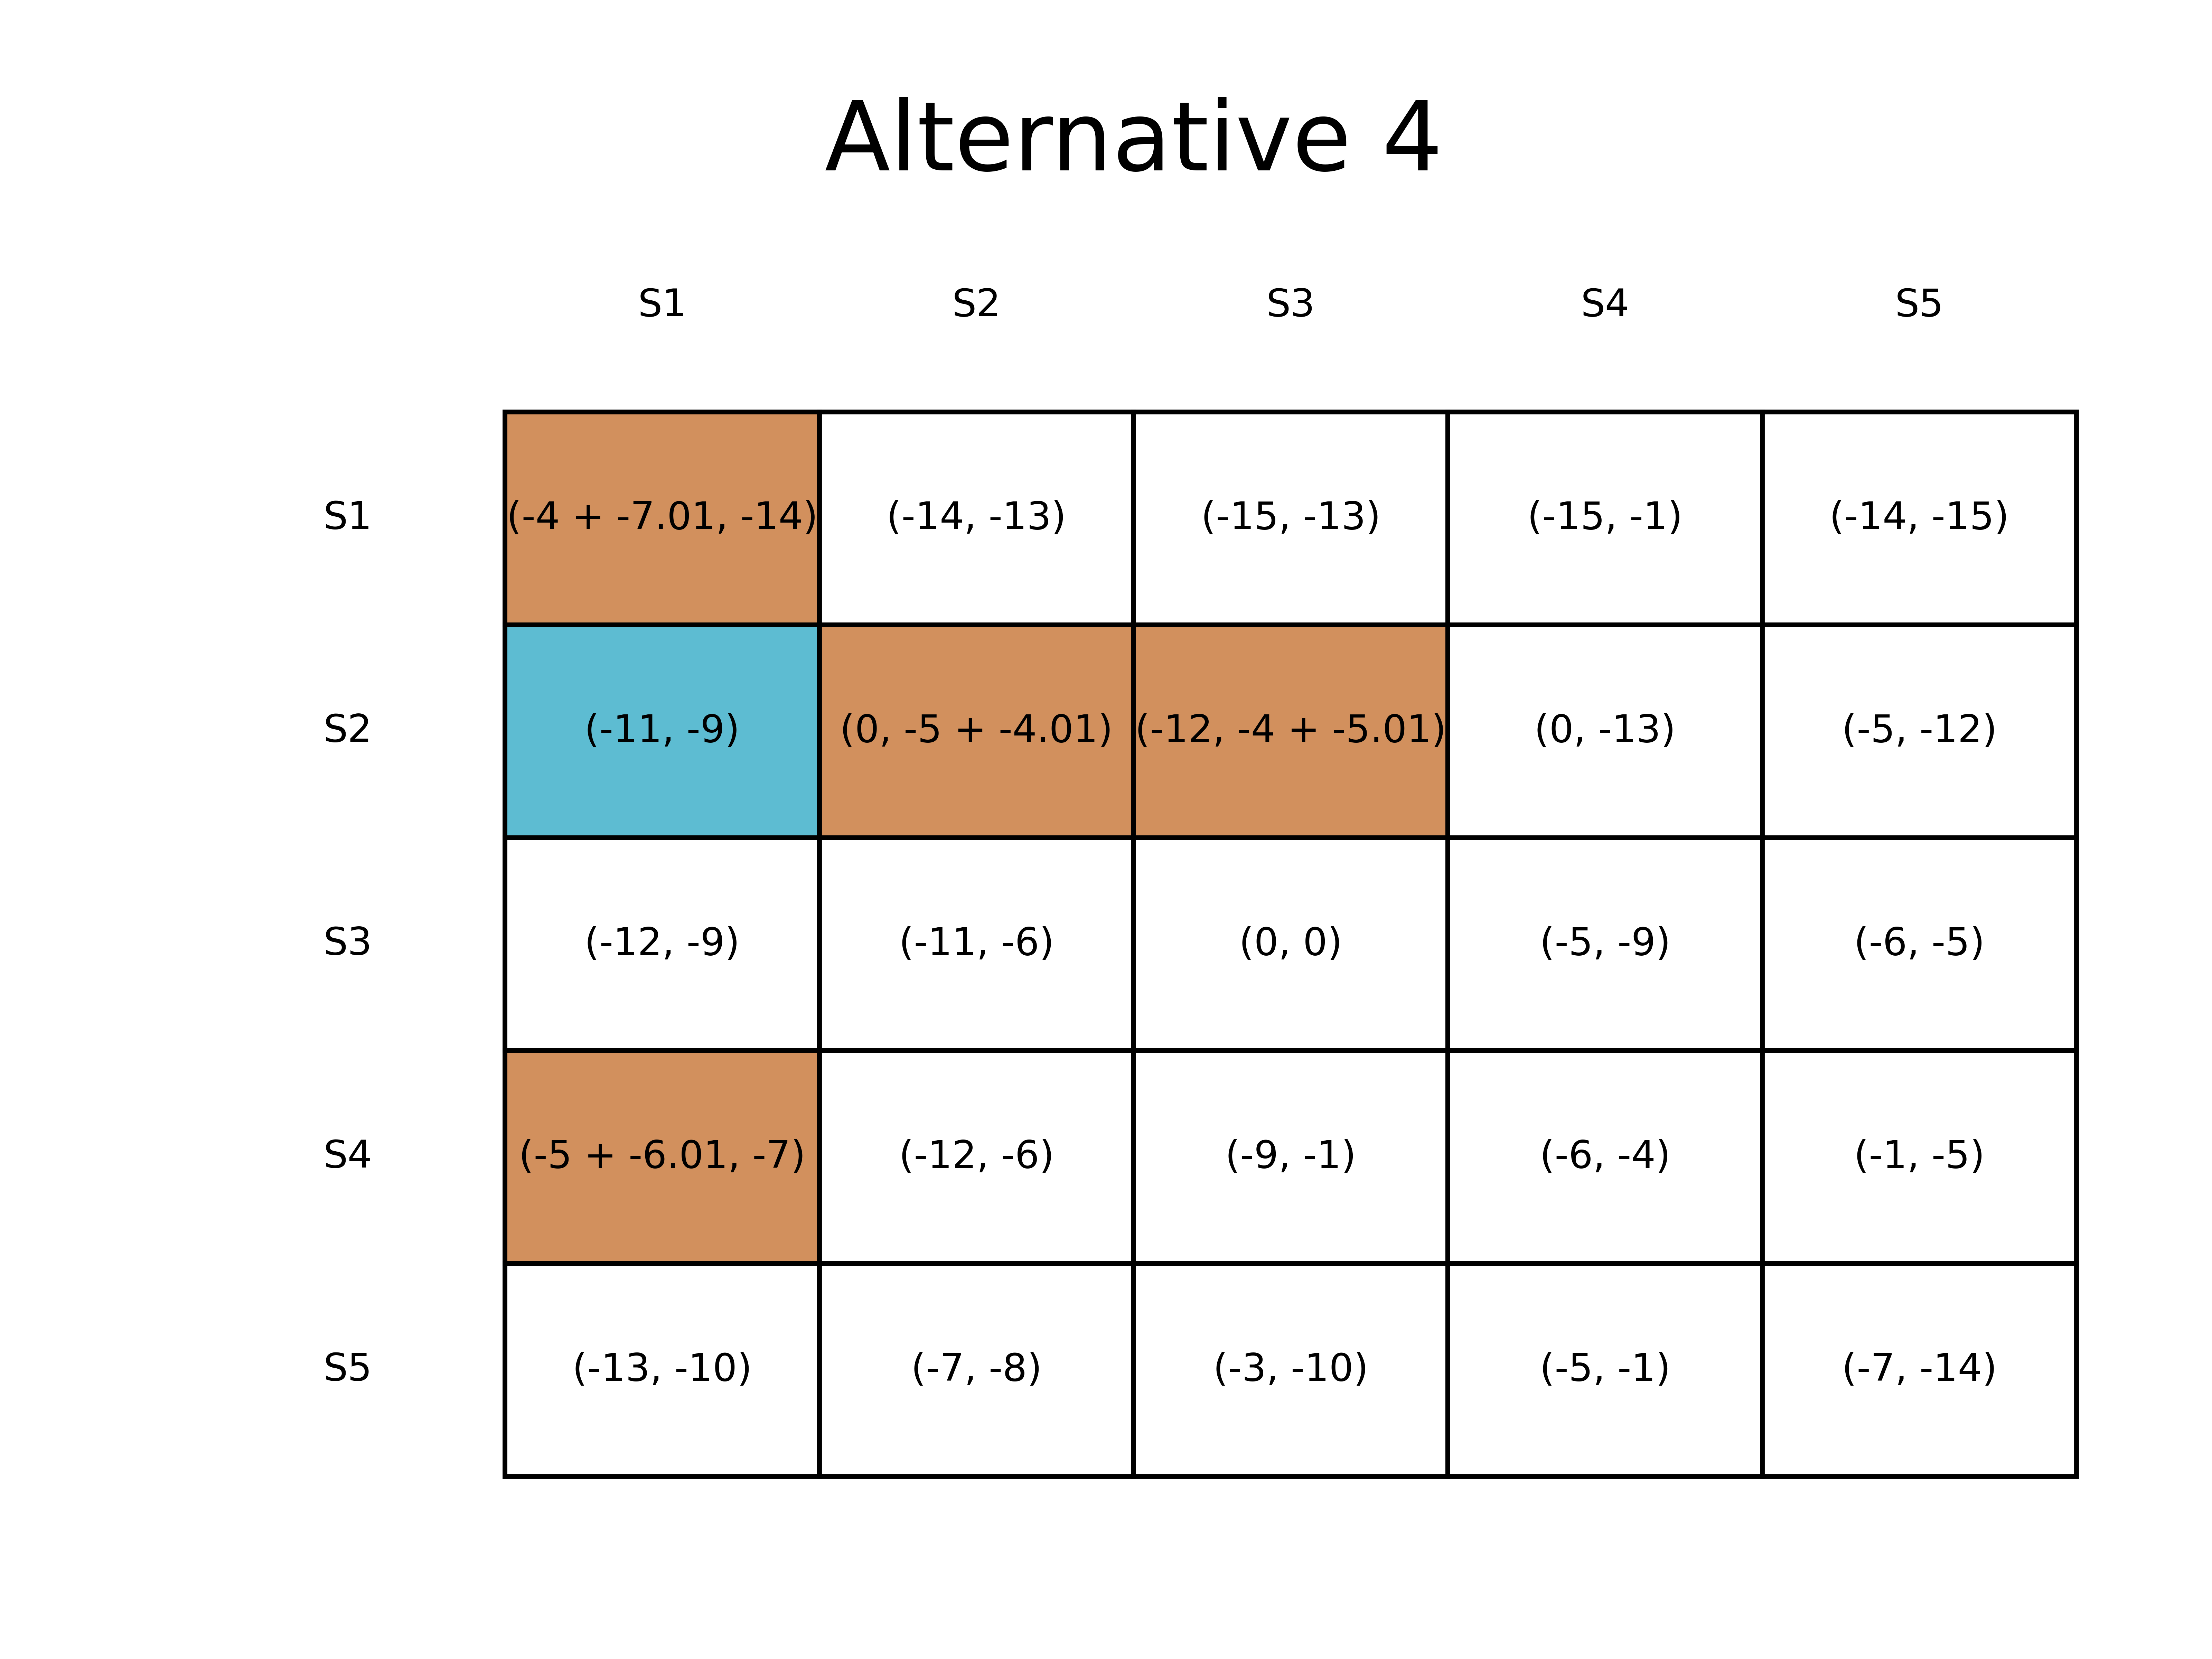 Alternative 4
S1 S2 S3 S4 S5
S1 (-4 + -7.01, -14) (-14, -13) (-15, -13) (-15, -1) (-14, -15)
S2 (-11, -9) (0, -5 + -4.01) (-12, -4 + -5.01) (0, -13) (-5, -12)
S3 (-12, -9) (-11, -6) (0, 0) (-5, -9) (-6, -5)
S4 (-5 + -6.01, -7) (-12, -6) (-9, -1) (-6, -4) (-1, -5)
S5 (-13, -10) (-7, -8) (-3, -10) (-5, -1) (-7, -14)